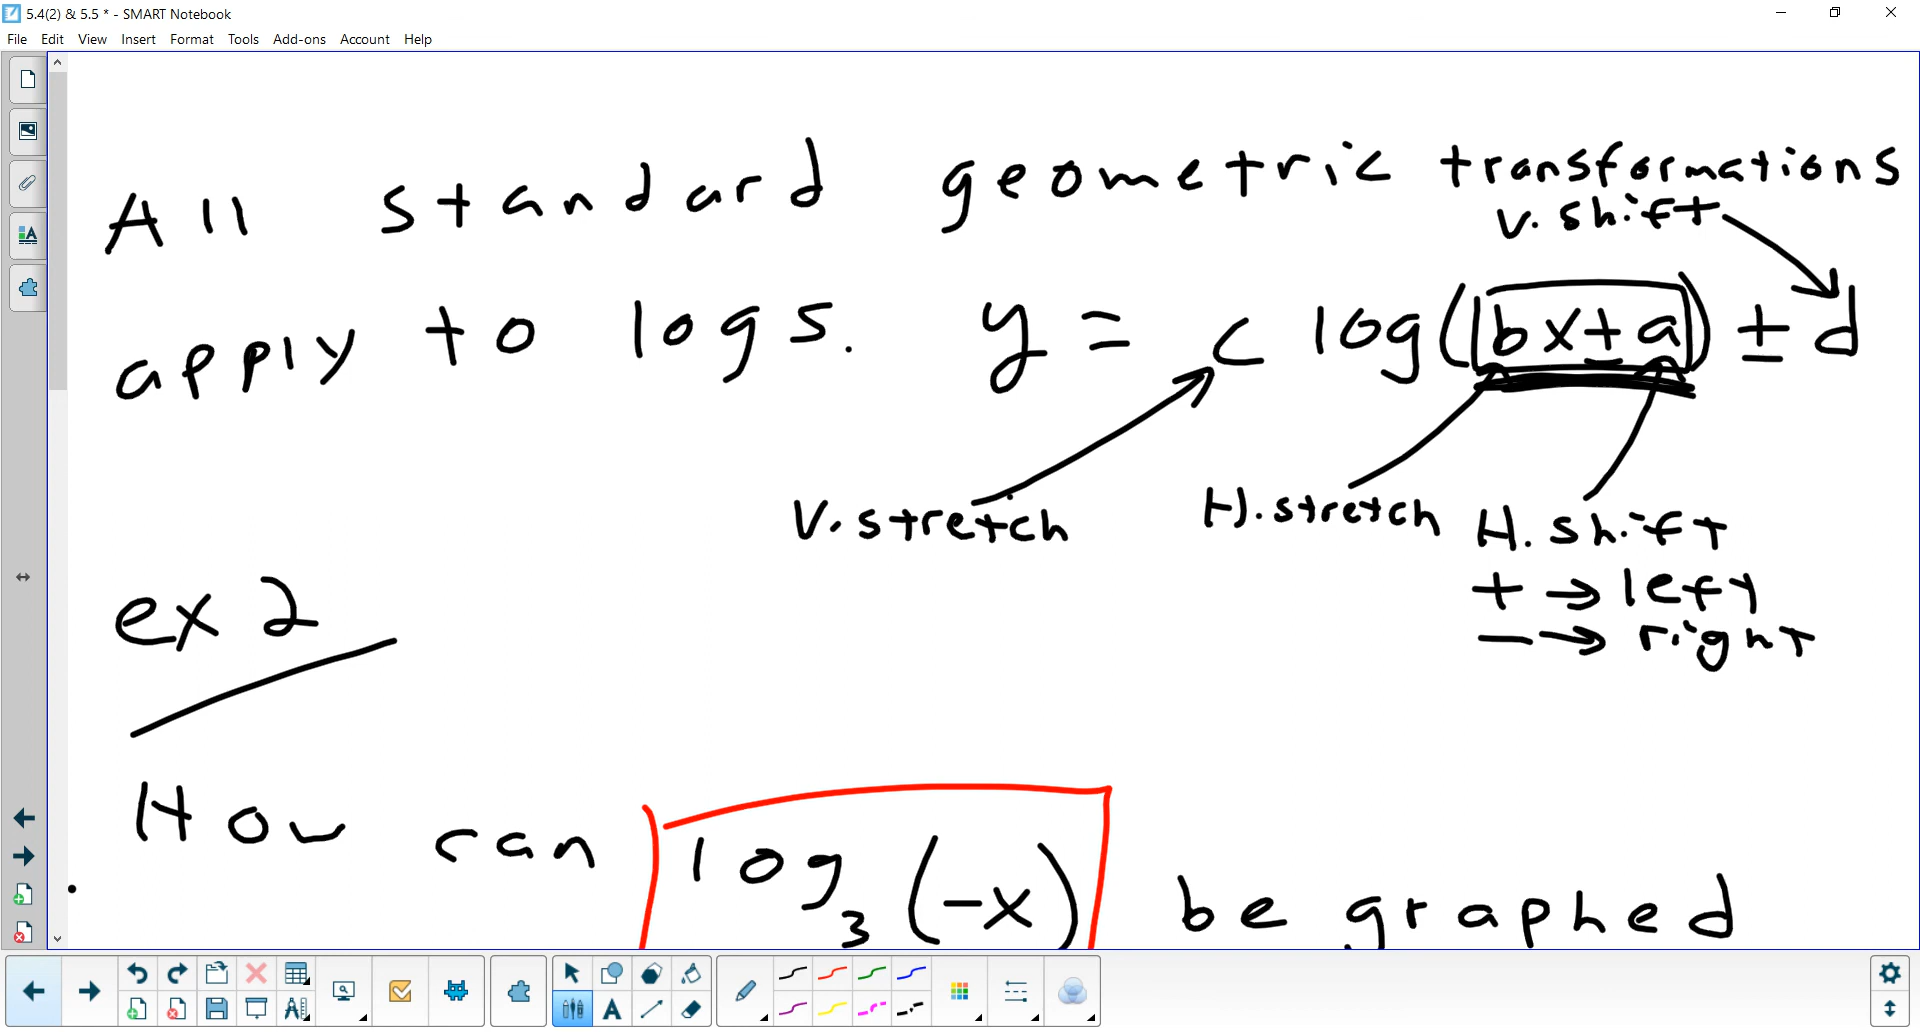 5.4(2) & 5.5 * - SMART Notebook
File Edit View Insert Format Tools Add-ons Account Help
All standard geometric transformations
V. shift
apply to logs. y = c log(bx±a) ± d
V. stretch H. stretch H. shift
+ → left
− → right
ex 2
How can log₃(-x) be graphed